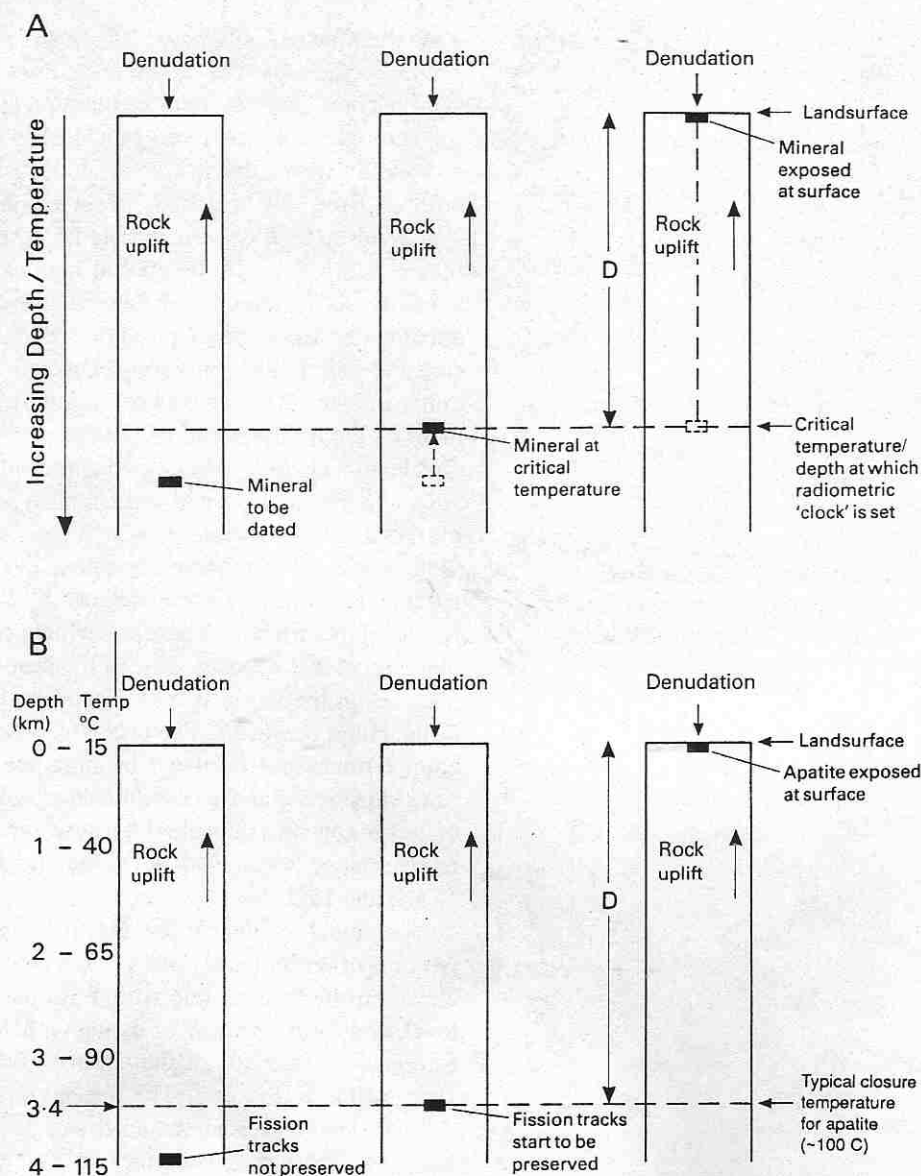 A
Denudation
Denudation
Denudation
Increasing Depth / Temperature
Landsurface
Mineral
exposed
at surface
Rock
uplift
Rock
uplift
Rock
uplift
D
Mineral
to be
dated
Mineral at
critical
temperature
Critical
temperature/
depth at which
radiometric
'clock' is set
B
Denudation
Denudation
Denudation
Depth Temp
(km) °C
0 – 15
1 – 40
2 – 65
3 – 90
3·4
4 – 115
Landsurface
Apatite exposed
at surface
Rock
uplift
Rock
uplift
Rock
uplift
D
Fission
tracks
not preserved
Fission tracks
start to be
preserved
Typical closure
temperature
for apatite
(~100 C)